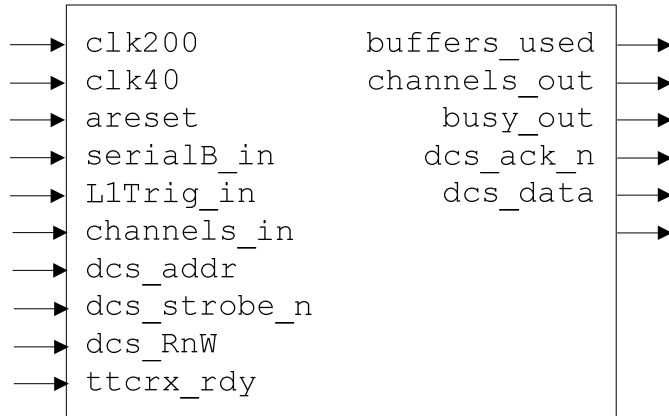 clk200 buffers_used
clk40 channels_out
areset busy_out
serialB_in dcs_ack_n
L1Trig_in dcs_data
channels_in
dcs_addr
dcs_strobe_n
dcs_RnW
ttcrx_rdy